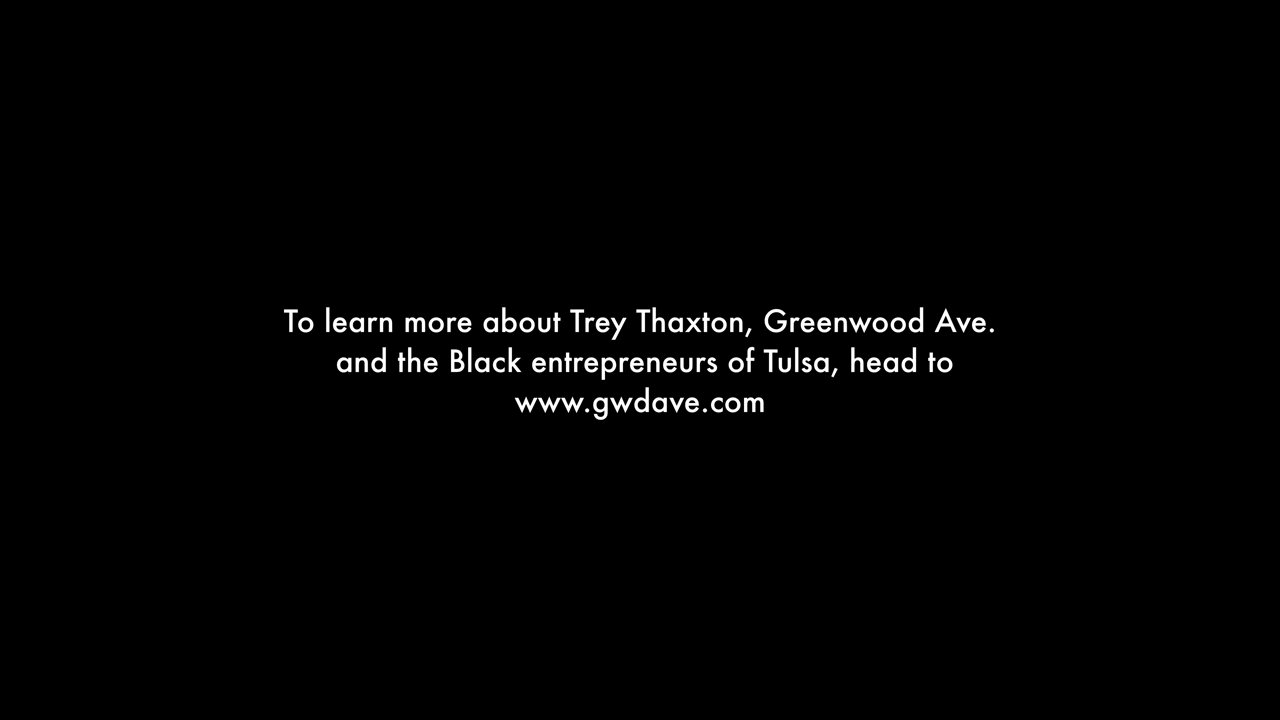 To learn more about Trey Thaxton, Greenwood Ave.
and the Black entrepreneurs of Tulsa, head to
www.gwdave.com